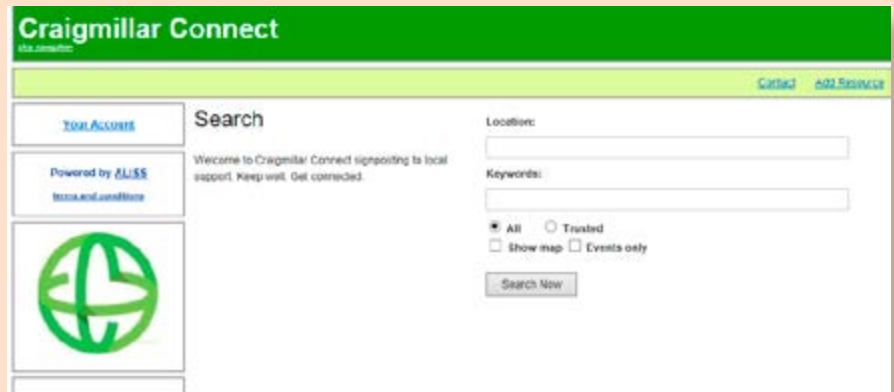 Craigmillar Connect
Contact Add Resource
Your Account
Powered by ALISS
terms and conditions
Search
Welcome to Craigmillar Connect signposting to local
support. Keep well. Get connected.
Location:
Keywords:
All Trusted
Show map Events only
Search Now